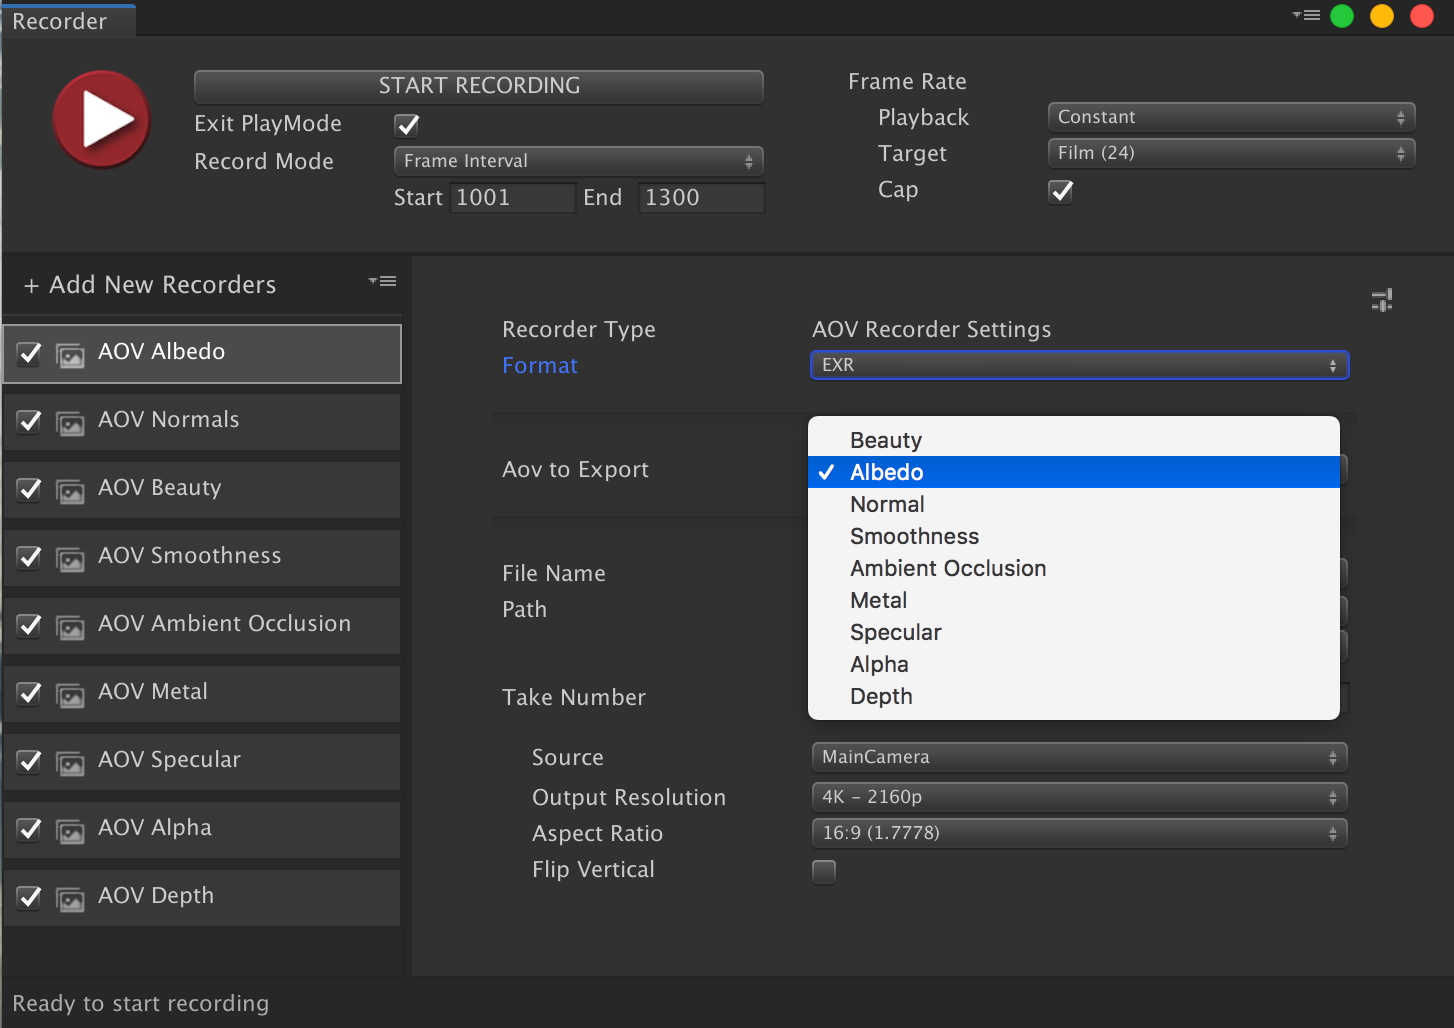 Recorder
START RECORDING
Exit PlayMode
Record Mode
Frame Interval
Start 1001 End 1300
Frame Rate
Playback Constant
Target Film (24)
Cap
+ Add New Recorders
AOV Albedo
AOV Normals
AOV Beauty
AOV Smoothness
AOV Ambient Occlusion
AOV Metal
AOV Specular
AOV Alpha
AOV Depth
Recorder Type AOV Recorder Settings
Format EXR
Aov to Export
Beauty
Albedo
Normal
Smoothness
Ambient Occlusion
Metal
Specular
Alpha
Depth
File Name
Path
Take Number
Source MainCamera
Output Resolution 4K - 2160p
Aspect Ratio 16:9 (1.7778)
Flip Vertical
Ready to start recording